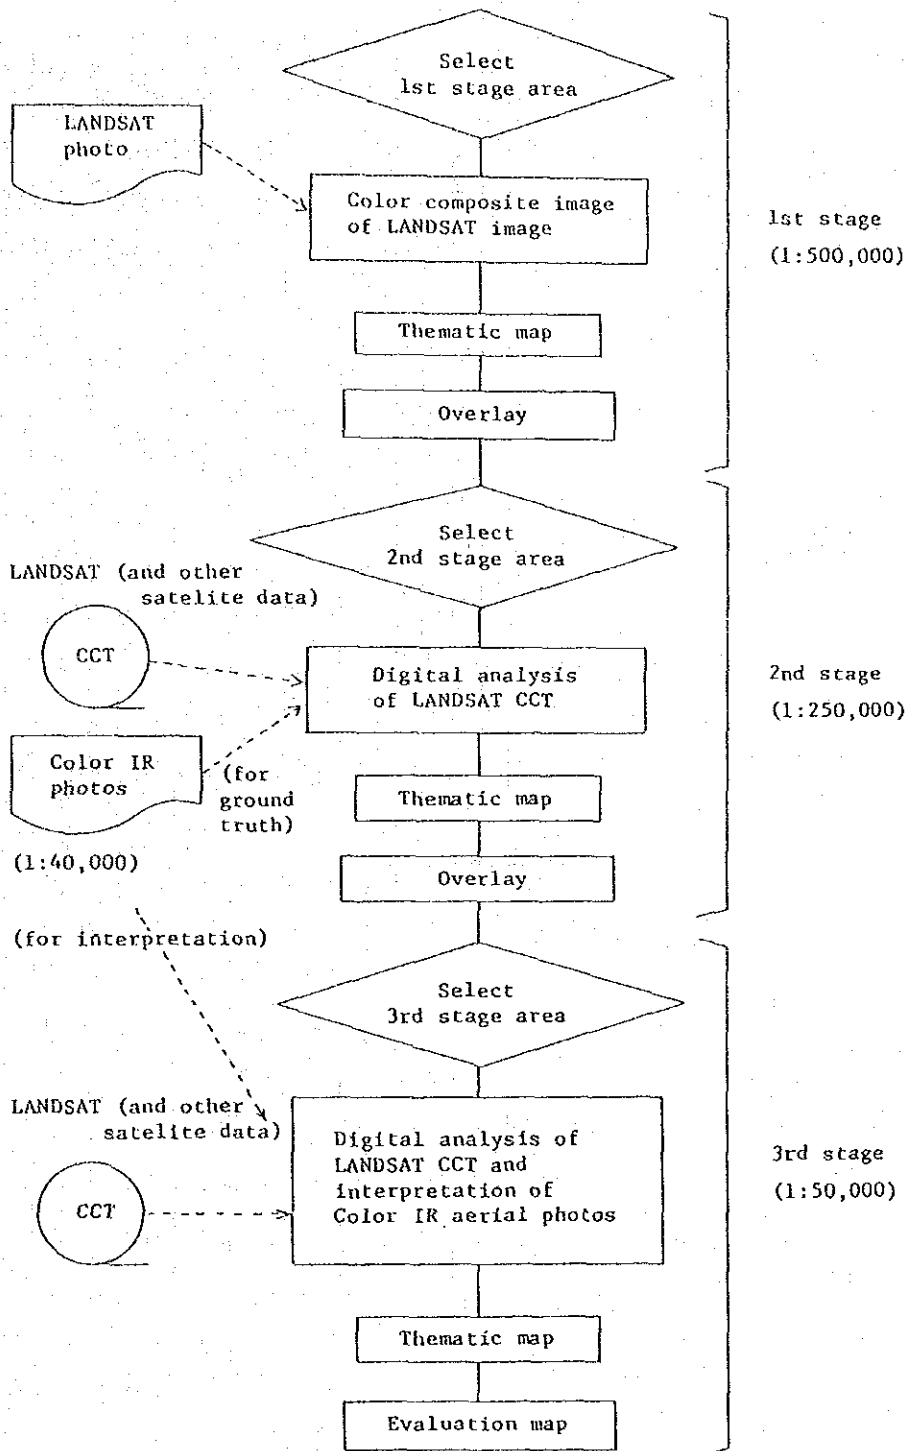 Select
1st stage area
LANDSAT
photo
Color composite image
of LANDSAT image
1st stage
(1:500,000)
Thematic map
Overlay
Select
2nd stage area
LANDSAT (and other
satelite data)
CCT
Digital analysis
of LANDSAT CCT
2nd stage
(1:250,000)
Color IR
photos
(for
ground
truth)
(1:40,000)
Thematic map
Overlay
(for interpretation)
Select
3rd stage area
LANDSAT (and other
satelite data)
CCT
Digital analysis of
LANDSAT CCT and
interpretation of
Color IR aerial photos
3rd stage
(1:50,000)
Thematic map
Evaluation map